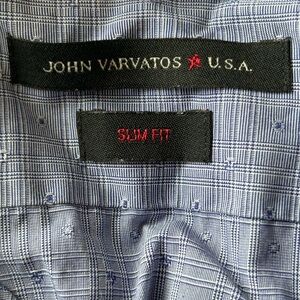 JOHN VARVATOS ★ U.S.A.
SLIM FIT